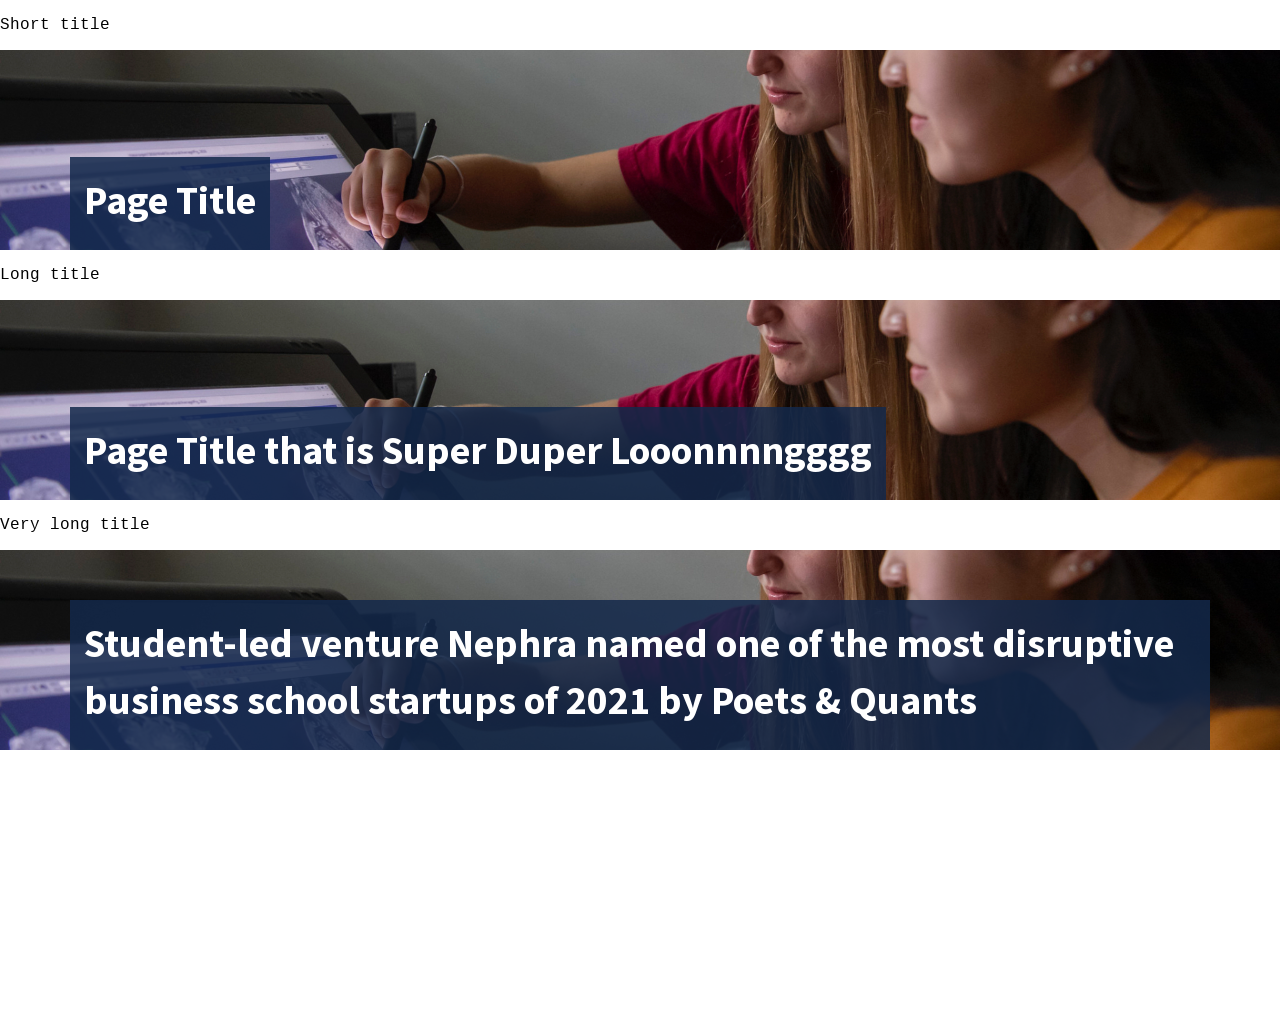 Short title
Page Title
Long title
Page Title that is Super Duper Looonnnngggg
Very long title
Student-led venture Nephra named one of the most disruptive
business school startups of 2021 by Poets & Quants